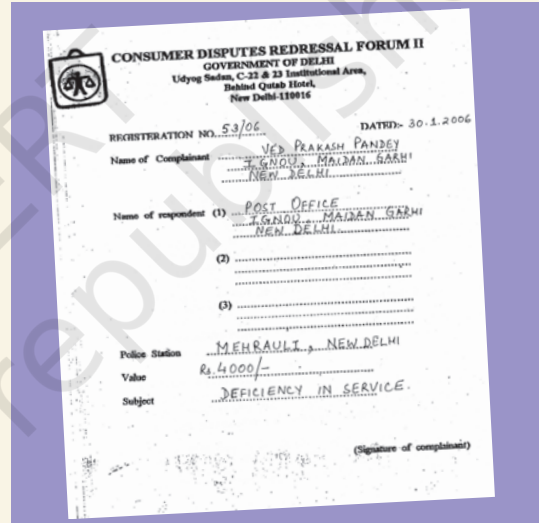 CONSUMER DISPUTES REDRESSAL FORUM II
GOVERNMENT OF DELHI
Udyog Sadan, C-22 & 23 Institutional Area,
Behind Qutab Hotel,
New Delhi-110016
REGISTERATION NO. 53/06 DATED:- 30.1.2006
Name of Complainant VED PRAKASH PANDEY
IGNOU, MAIDAN GARHI
NEW DELHI
Name of respondent (1) POST OFFICE
IGNOU, MAIDAN GARHI
NEW DELHI.
(2)
(3)
Police Station MEHRAULI, NEW DELHI
Value Rs. 4000/-
Subject DEFICIENCY IN SERVICE.
(Signature of complainant)
republish